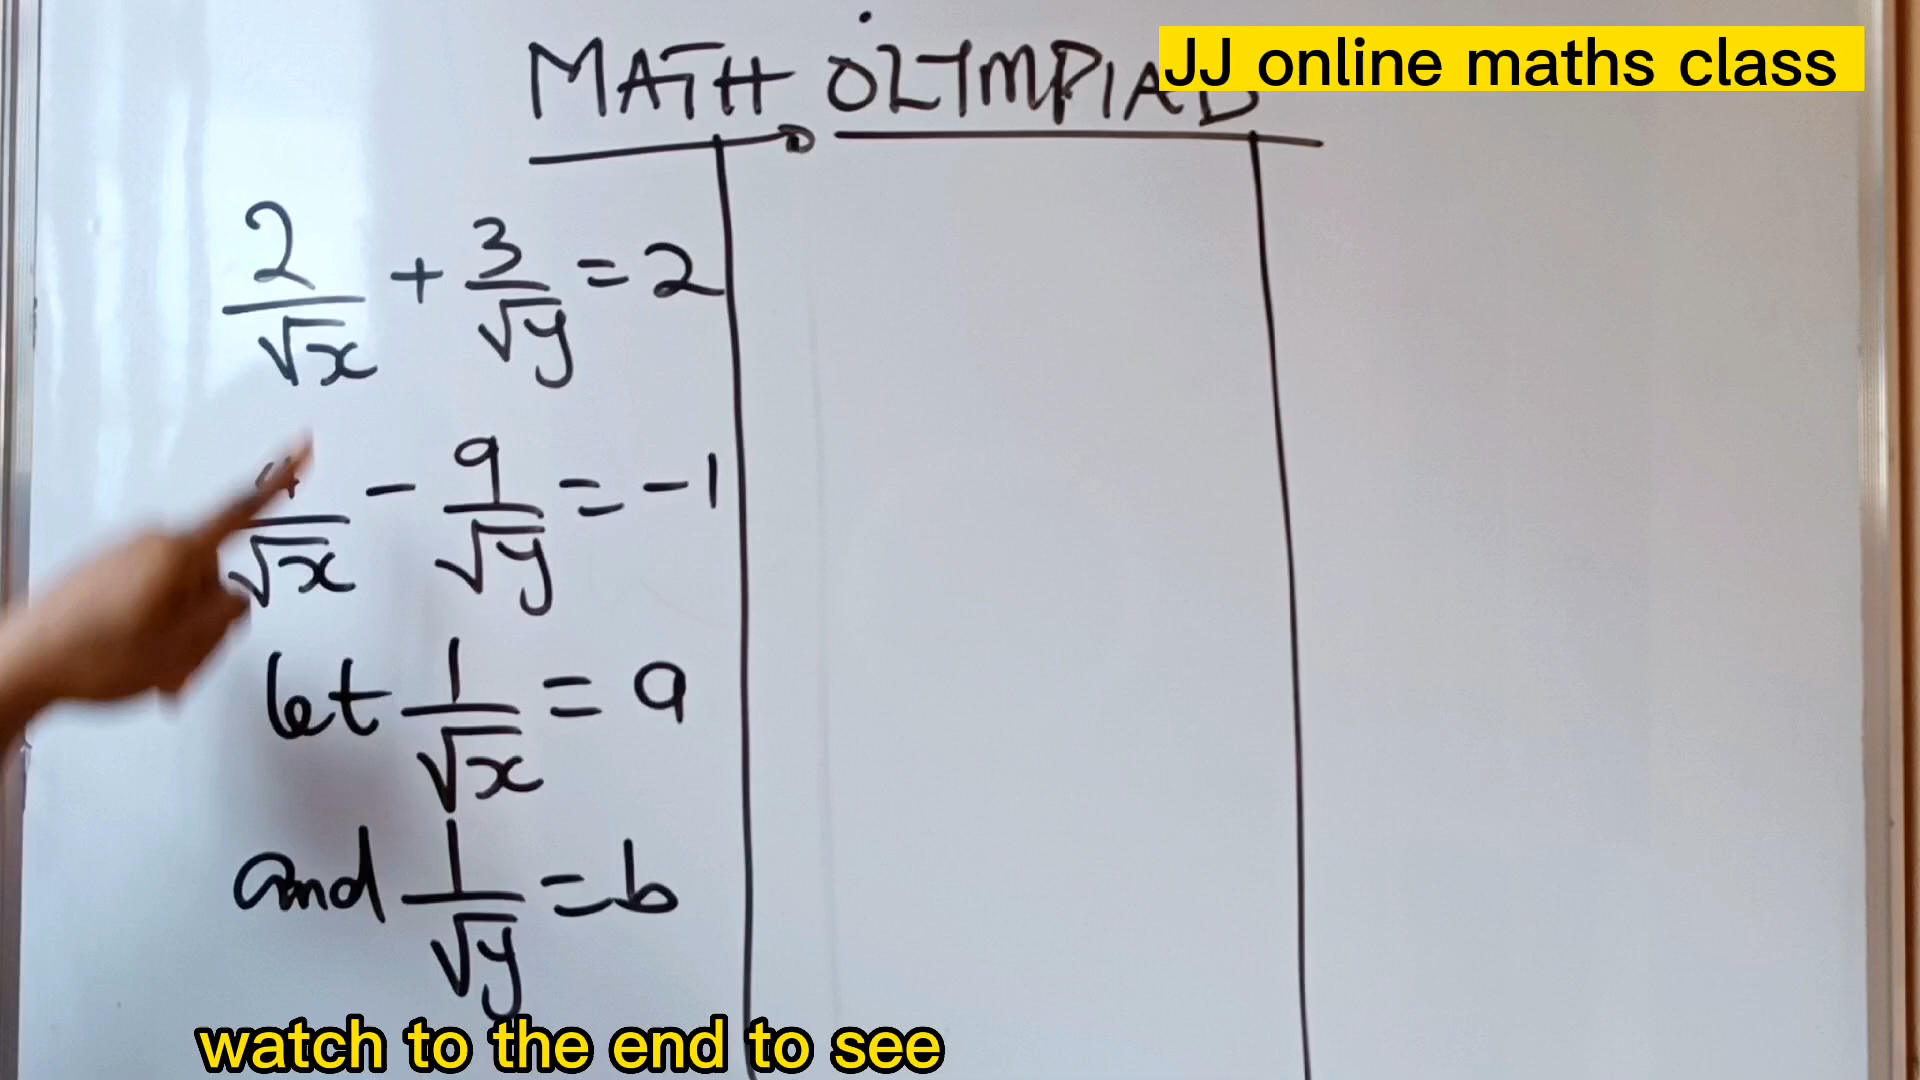 MATH OLYMPIAD
JJ online maths class
2/√x + 3/√y = 2
4/√x - 9/√y = -1
let 1/√x = a
and 1/√y = b
watch to the end to see